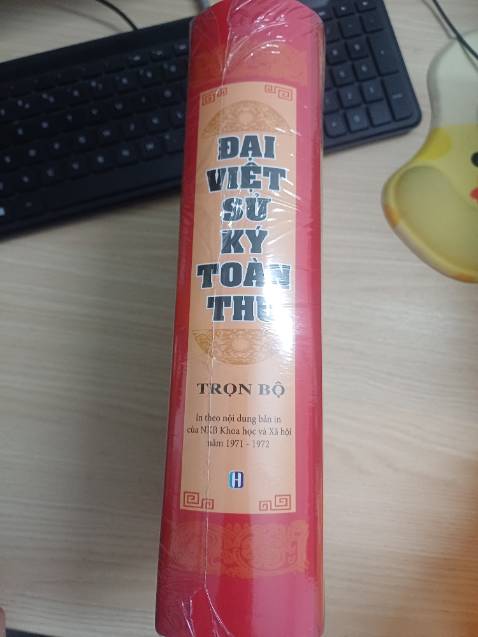 ĐẠI
VIỆT
SỬ
KÝ
TOÀN
THƯ
TRỌN BỘ
In theo nội dung bản in
của NXB Khoa học và Xã hội
năm 1971 - 1972
H